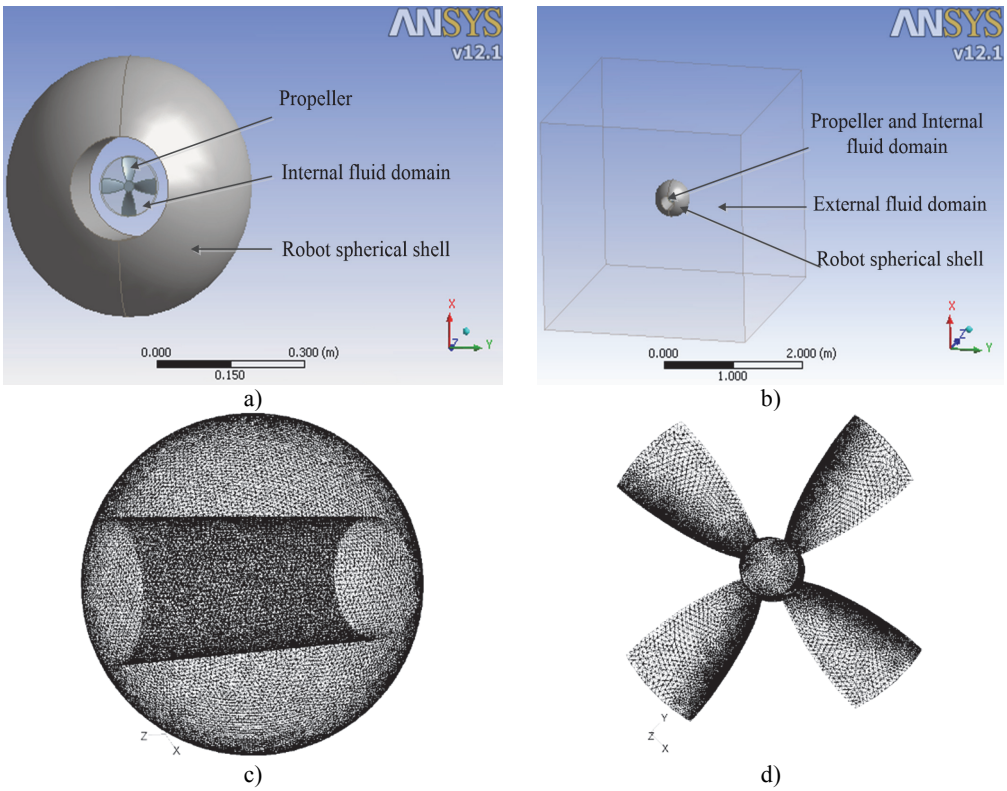 ANSYS
v12.1
Propeller
Internal fluid domain
Robot spherical shell
X
Z
Y
0.000
0.300 (m)
0.150
a)
ANSYS
v12.1
Propeller and Internal
fluid domain
External fluid domain
Robot spherical shell
X
Z
Y
0.000
2.000 (m)
1.000
b)
Z
X
c)
Y
Z
X
d)